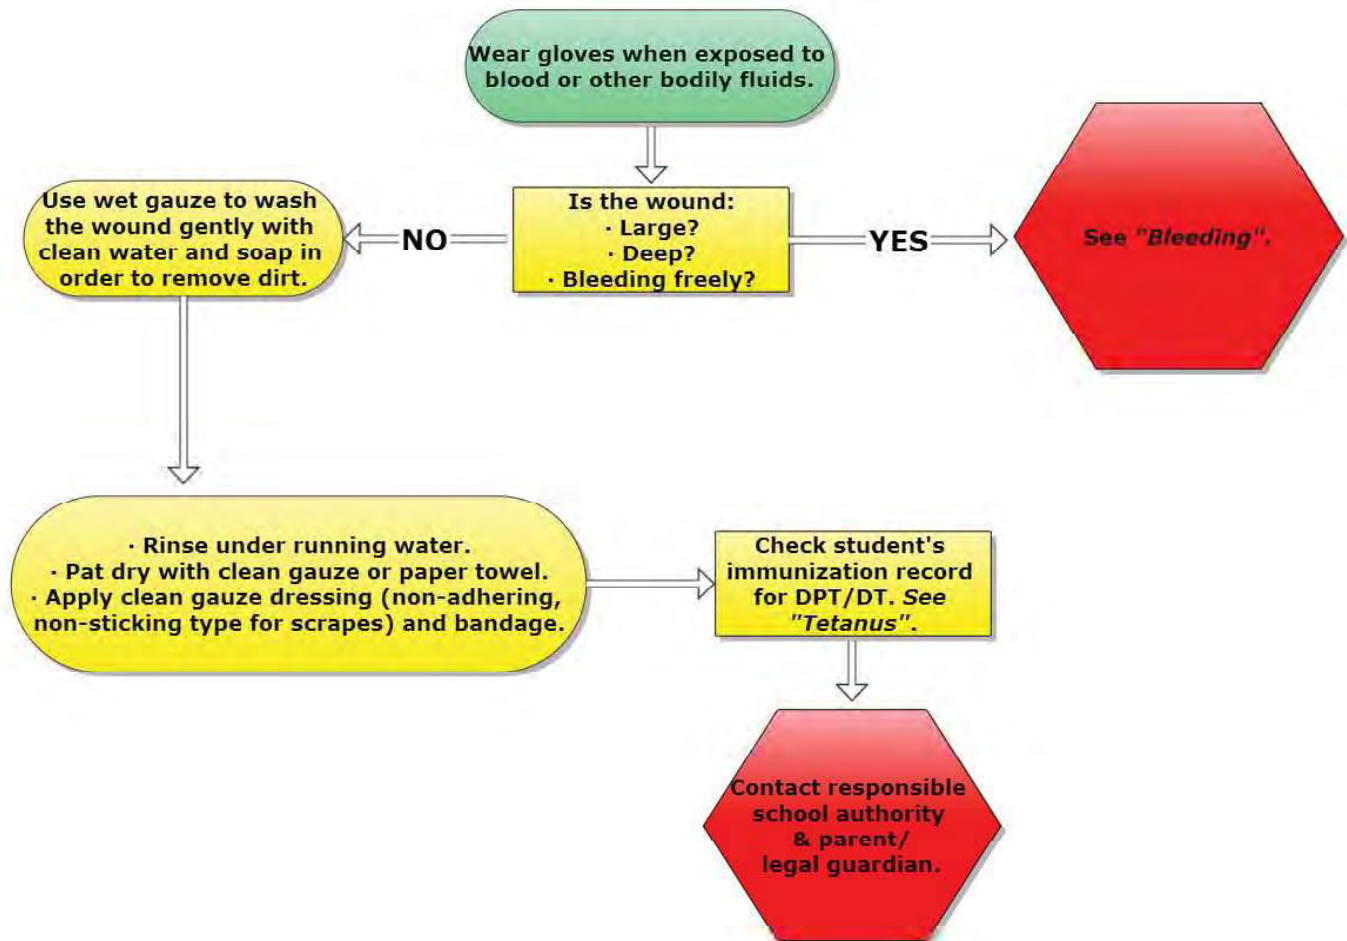 Wear gloves when exposed to
blood or other bodily fluids.
Use wet gauze to wash
the wound gently with
clean water and soap in
order to remove dirt.
NO
Is the wound:
· Large?
· Deep?
· Bleeding freely?
YES
See "Bleeding".
· Rinse under running water.
· Pat dry with clean gauze or paper towel.
· Apply clean gauze dressing (non-adhering,
non-sticking type for scrapes) and bandage.
Check student's
immunization record
for DPT/DT. See
"Tetanus".
Contact responsible
school authority
& parent/
legal guardian.